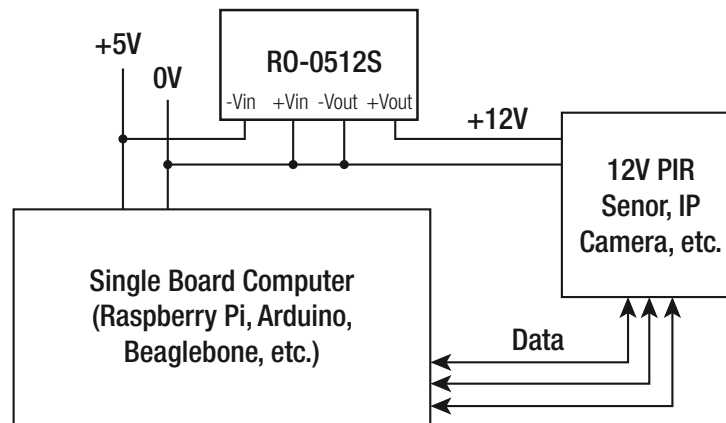 +5V
0V
RO-0512S
-Vin +Vin -Vout +Vout
+12V
12V PIR
Senor, IP
Camera, etc.
Single Board Computer
(Raspberry Pi, Arduino,
Beaglebone, etc.)
Data